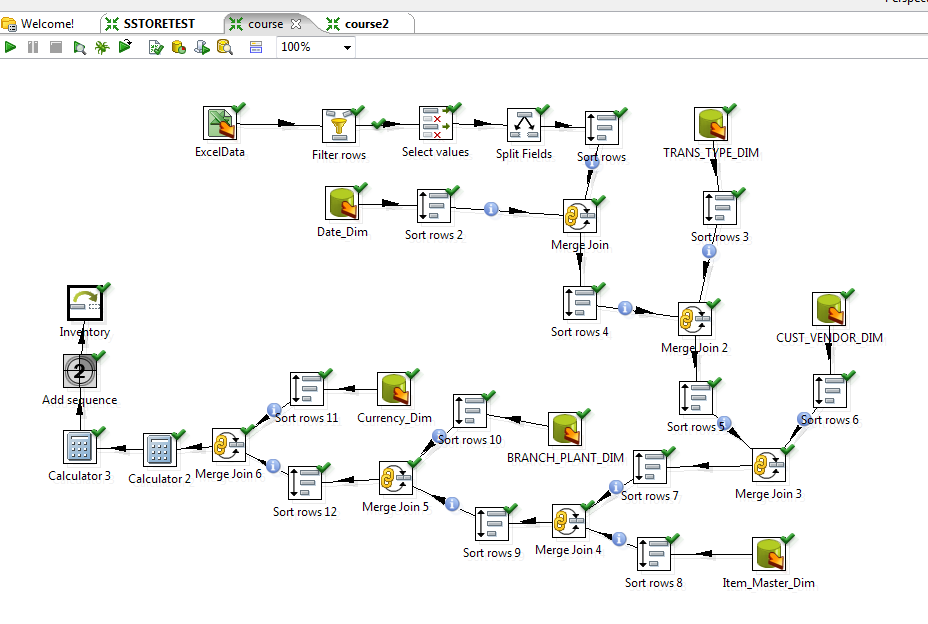 Welcome!
SSTORETEST
course
course2
100%
ExcelData
Filter rows
Select values
Split Fields
Sort rows
TRANS_TYPE_DIM
Date_Dim
Sort rows 2
Merge Join
Sort rows 3
Inventory
Sort rows 4
Merge Join 2
CUST_VENDOR_DIM
2
Add sequence
Sort rows 11
Currency_Dim
Sort rows 10
Sort rows 5
Sort rows 6
BRANCH_PLANT_DIM
Calculator 3
Calculator 2
Merge Join 6
Sort rows 12
Merge Join 5
Sort rows 7
Merge Join 3
Sort rows 9
Merge Join 4
Sort rows 8
Item_Master_Dim